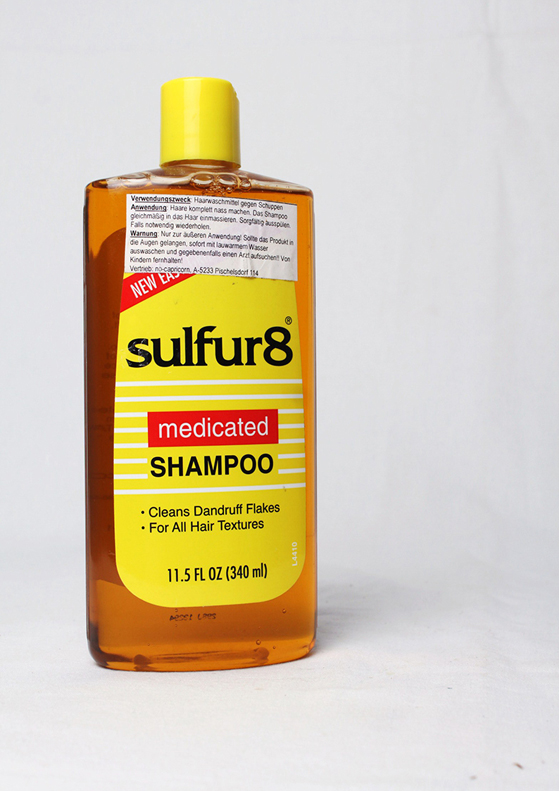 Verwendungszweck: Haarwaschmittel gegen Schuppen
Anwendung: Haare komplett nass machen. Das Shampoo
gleichmäßig in das Haar einmassieren. Sorgfältig ausspülen.
Falls notwendig wiederholen.
Warnung: Nur zur äußeren Anwendung! Sollte das Produkt in
die Augen gelangen, sofort mit lauwarmem Wasser
auswaschen und gegebenenfalls einen Arzt aufsuchen!! Von
Kindern fernhalten!
Vertrieb: no-capricorn, A-5233 Pischelsdorf 114
NEW
sulfur8®
medicated
SHAMPOO
• Cleans Dandruff Flakes
• For All Hair Textures
L4410
11.5 FL OZ (340 ml)